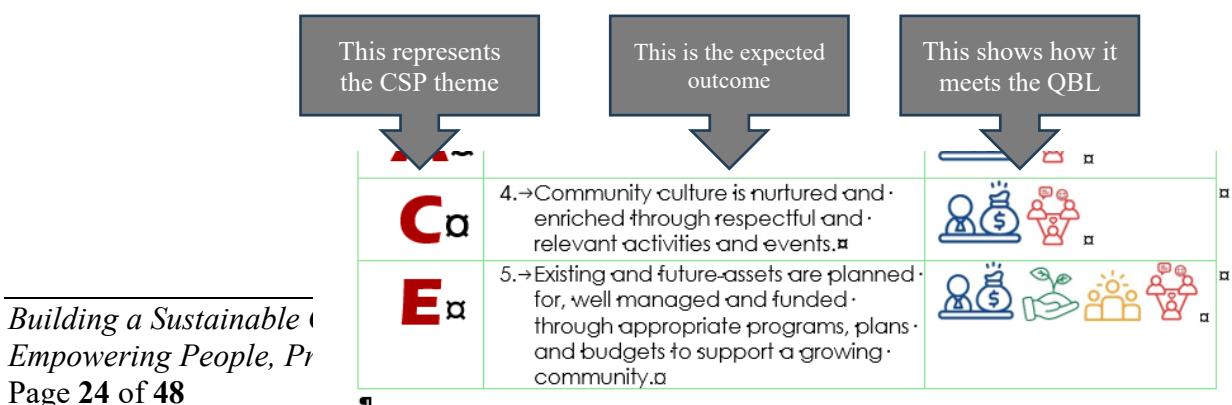 This represents
the CSP theme
This is the expected
outcome
This shows how it
meets the QBL
C¤
4.→Community·culture·is·nurtured·and·
enriched·through·respectful·and·
relevant·activities·and·events.¤
¤
¤
E¤
5.→Existing·and·future·assets·are·planned·
for,·well·managed·and·funded·
through·appropriate·programs,·plans·
and·budgets·to·support·a·growing·
community.¤
¤
¤
¶
Building a Sustainable
Empowering People,
Page 24 of 48